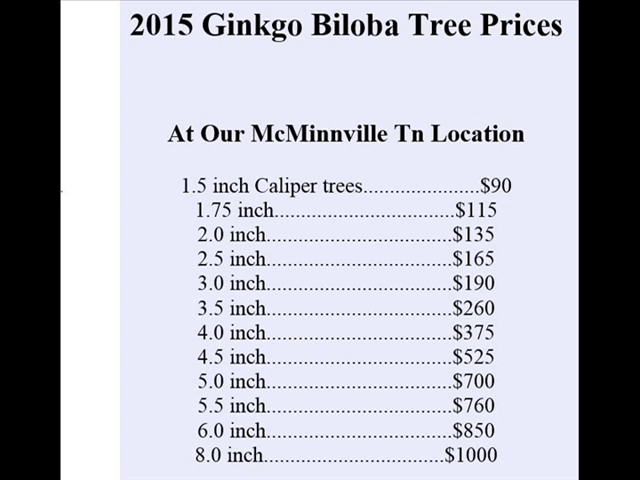 2015 Ginkgo Biloba Tree Prices
At Our McMinnville Tn Location
1.5 inch Caliper trees......................$90
1.75 inch..................................$115
2.0 inch...................................$135
2.5 inch...................................$165
3.0 inch...................................$190
3.5 inch...................................$260
4.0 inch...................................$375
4.5 inch...................................$525
5.0 inch...................................$700
5.5 inch...................................$760
6.0 inch...................................$850
8.0 inch..................................$1000